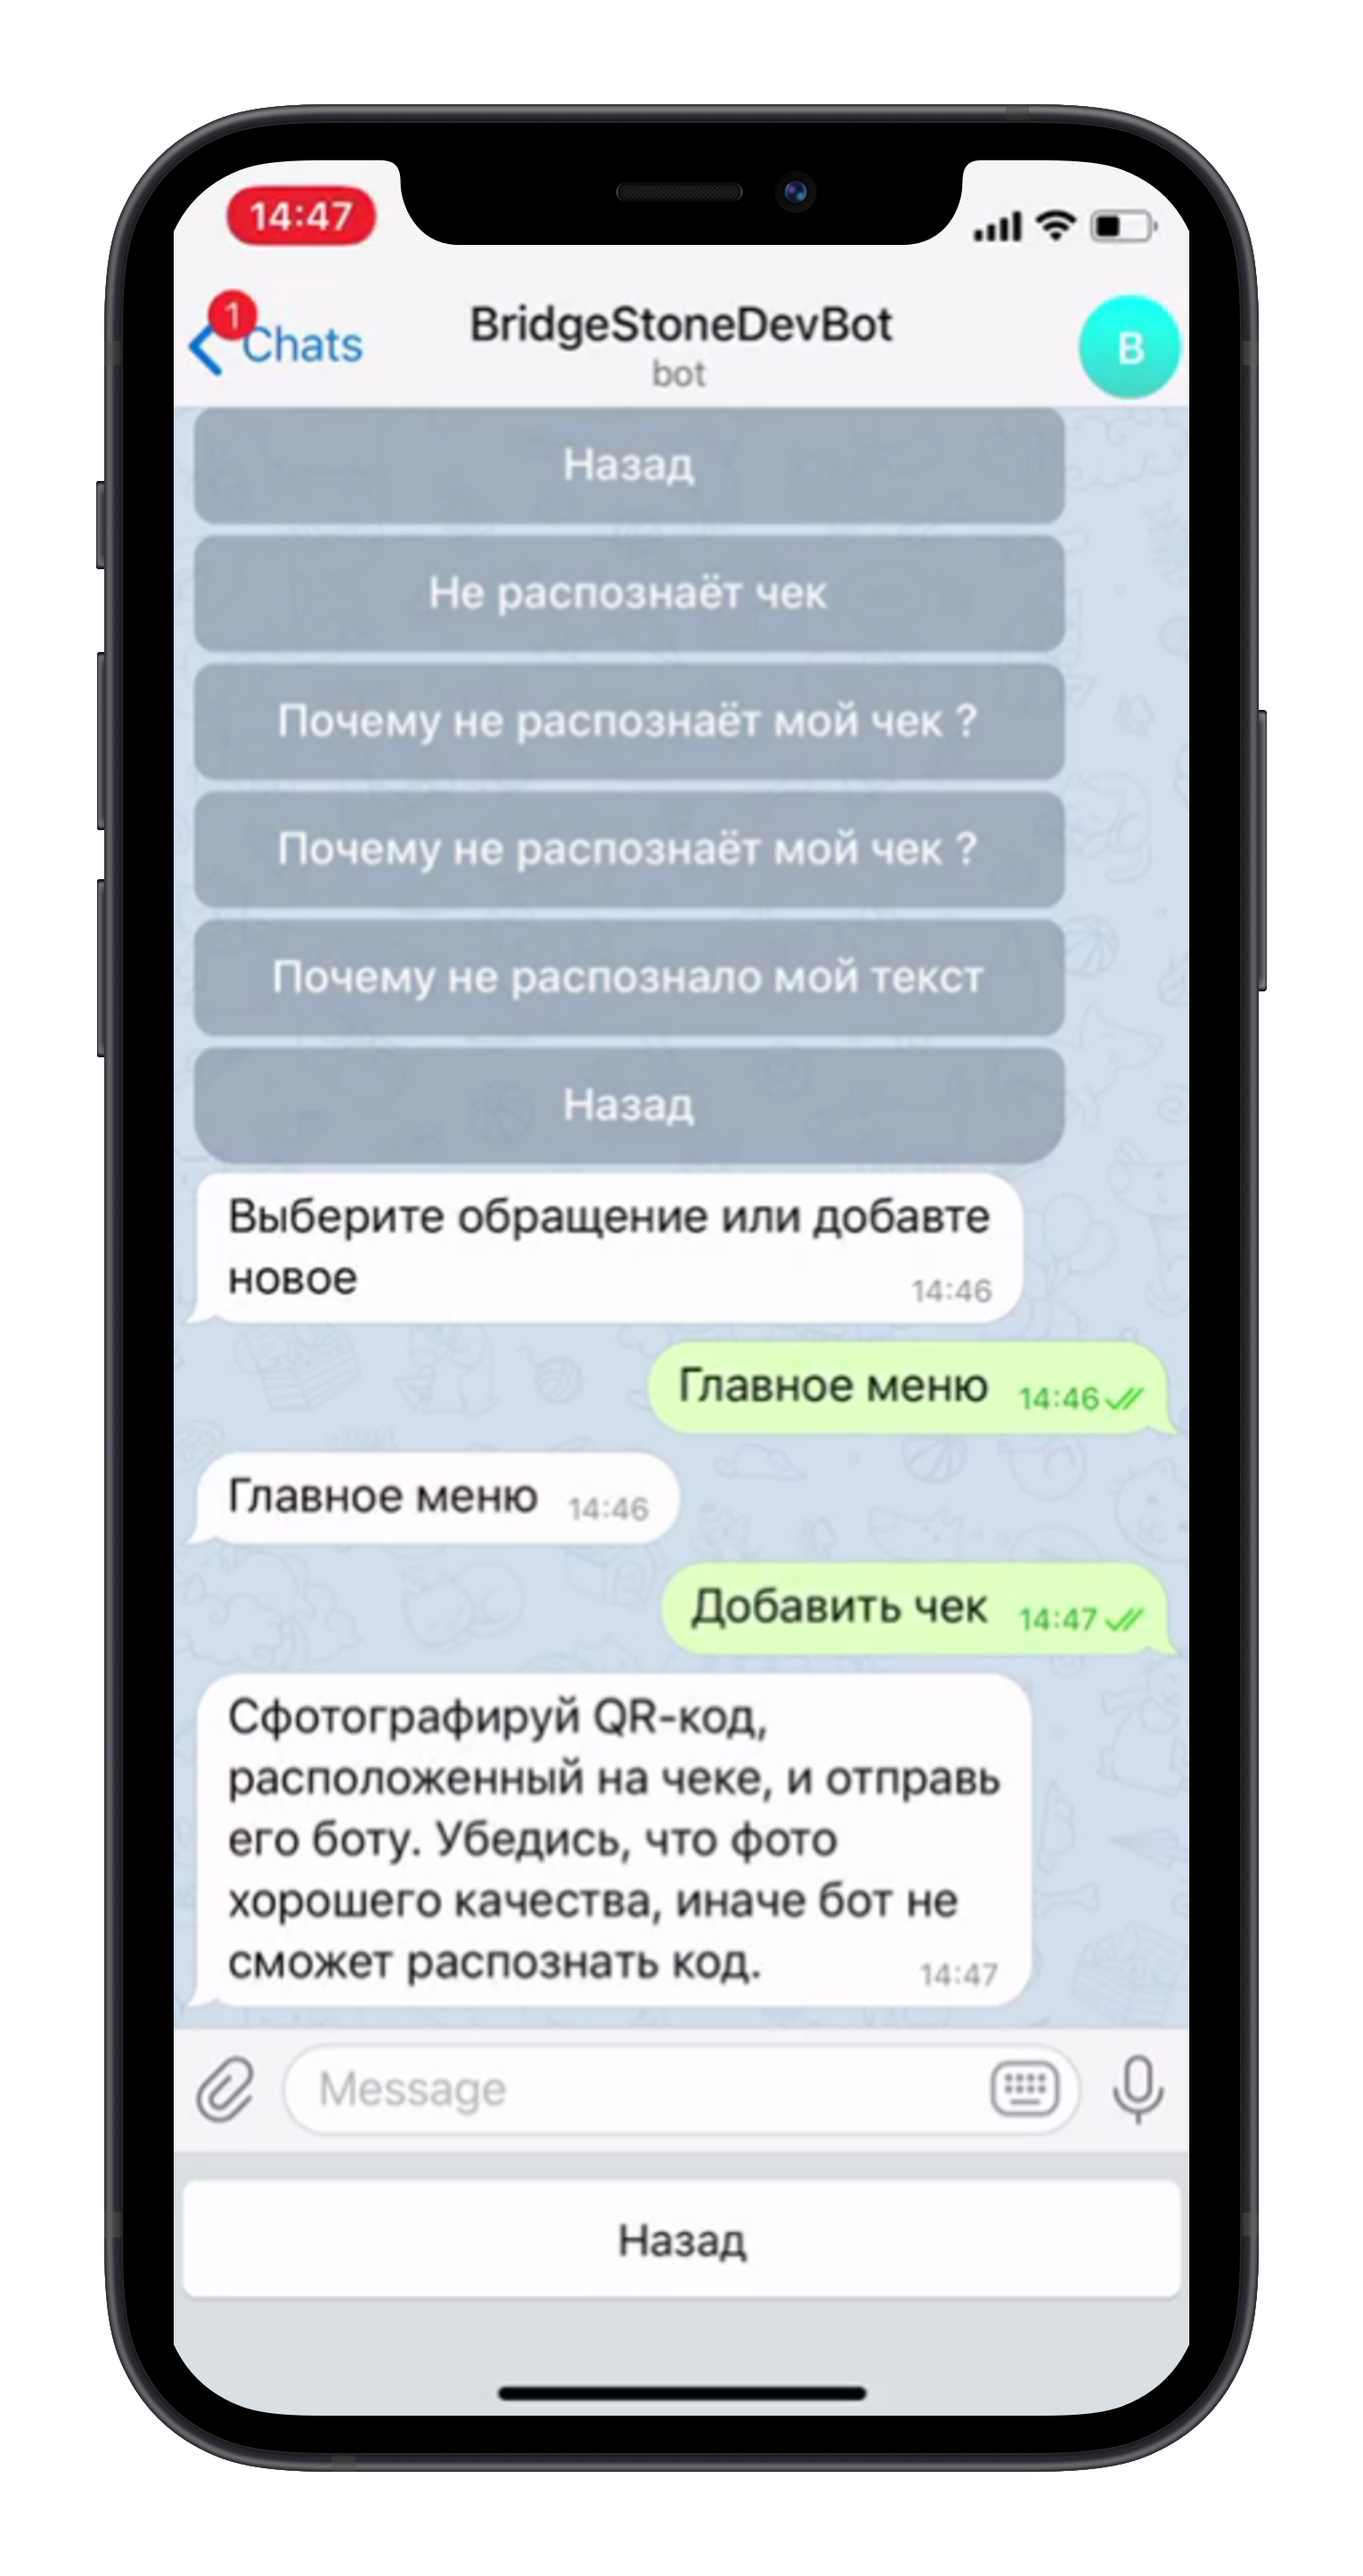 14:47
1
Chats
BridgeStoneDevBot
bot
B
Назад
Не распознаёт чек
Почему не распознаёт мой чек ?
Почему не распознаёт мой чек ?
Почему не распознало мой текст
Назад
Выберите обращение или добавте
новое
14:46
Главное меню 14:46
Главное меню 14:46
Добавить чек 14:47
Сфотографируй QR-код,
расположенный на чеке, и отправь
его боту. Убедись, что фото
хорошего качества, иначе бот не
сможет распознать код.
14:47
Message
Назад